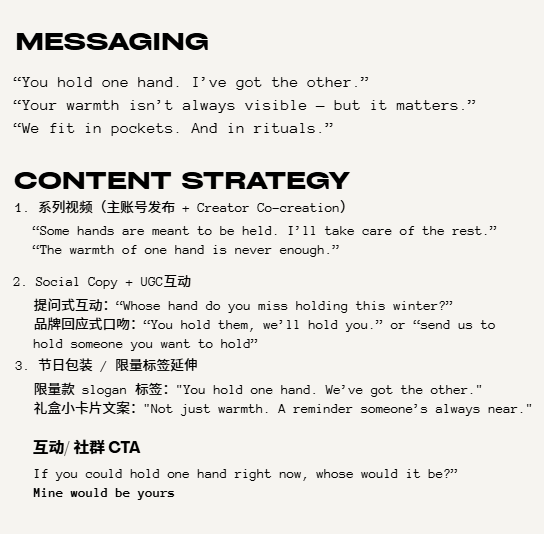 MESSAGING
“You hold one hand. I’ve got the other.”
“Your warmth isn’t always visible — but it matters.”
“We fit in pockets. And in rituals.”
CONTENT STRATEGY
1. 系列视频（主账号发布 + Creator Co-creation）
“Some hands are meant to be held. I’ll take care of the rest.”
“The warmth of one hand is never enough.”
2. Social Copy + UGC互动
提问式互动：“Whose hand do you miss holding this winter?”
品牌回应式口吻：“You hold them, we’ll hold you.” or “send us to
hold someone you want to hold”
3. 节日包装 / 限量标签延伸
限量款 slogan 标签："You hold one hand. We’ve got the other."
礼盒小卡片文案："Not just warmth. A reminder someone’s always near."
互动/ 社群 CTA
If you could hold one hand right now, whose would it be?”
Mine would be yours